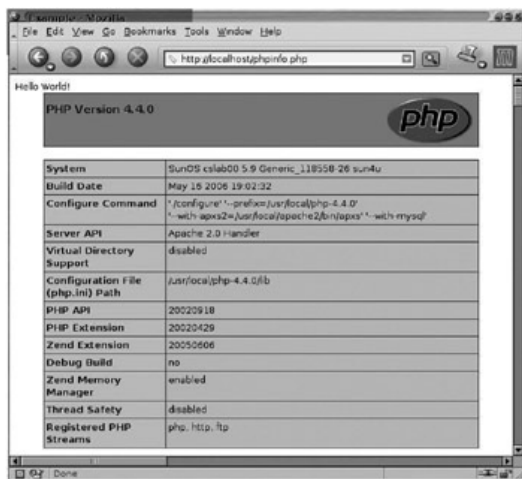 example - Mozilla
File Edit View Go Bookmarks Tools Window Help
http://localhost/phpinfo.php
Hello World!
PHP Version 4.4.0
php
System SunOS cslab00 5.9 Generic_118558-26 sun4u
Build Date May 16 2006 19:02:32
Configure Command './configure' '--prefix=/usr/local/php-4.4.0'
'--with-apxs2=/usr/local/apache2/bin/apxs' '--with-mysql'
Server API Apache 2.0 Handler
Virtual Directory disabled
Support
Configuration File /usr/local/php-4.4.0/lib
(php.ini) Path
PHP API 20020918
PHP Extension 20020429
Zend Extension 20050606
Debug Build no
Zend Memory enabled
Manager
Thread Safety disabled
Registered PHP php, http, ftp
Streams
Done